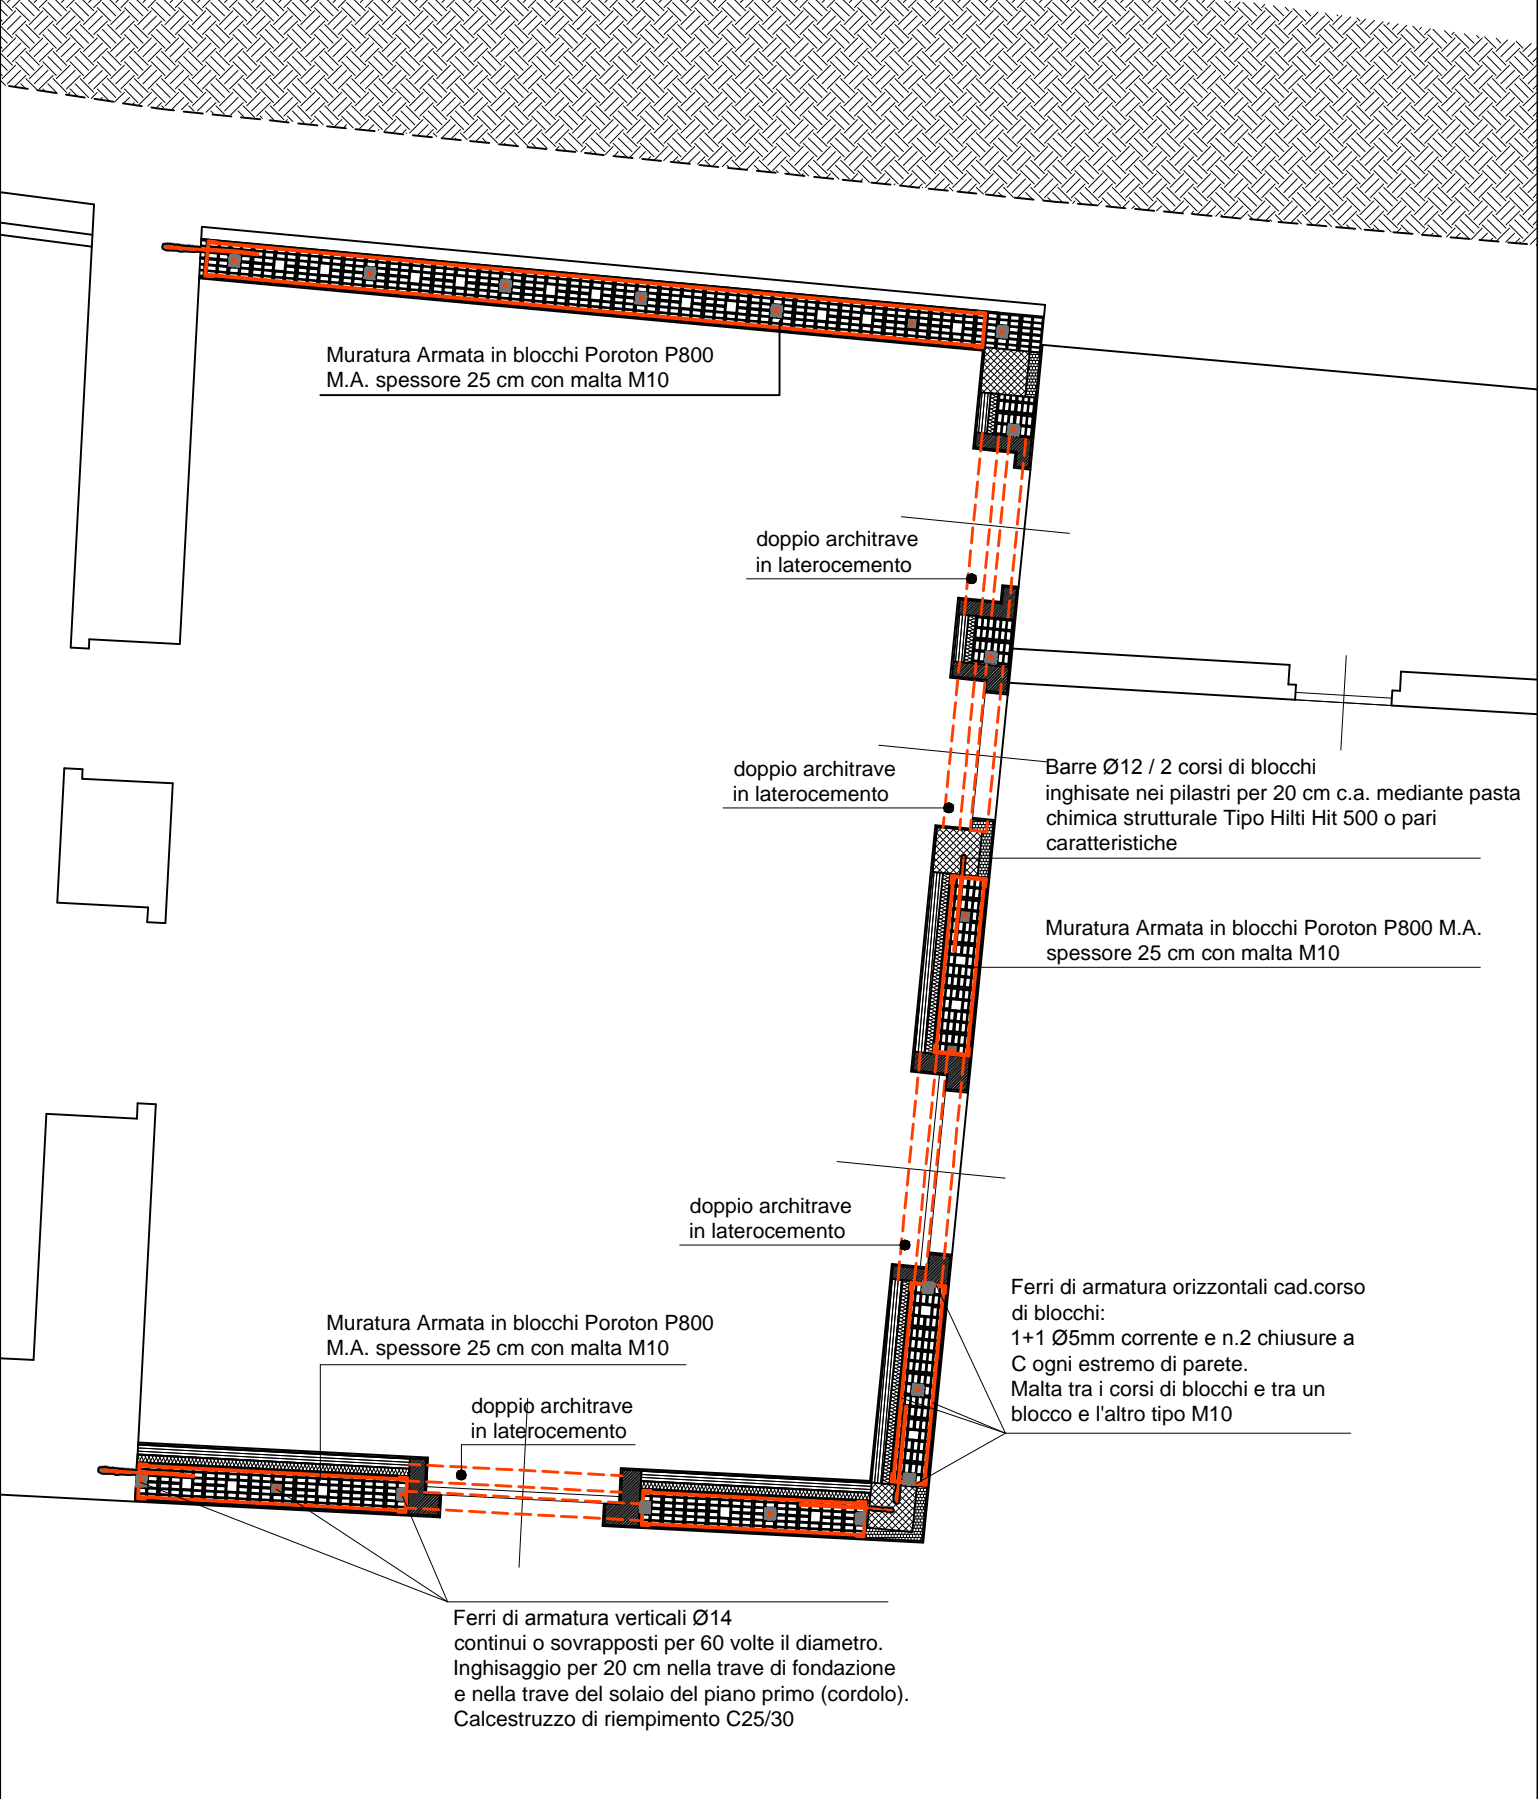 Muratura Armata in blocchi Poroton P800
M.A. spessore 25 cm con malta M10
doppio architrave
in laterocemento
doppio architrave
in laterocemento
Barre Ø12 / 2 corsi di blocchi
inghisate nei pilastri per 20 cm c.a. mediante pasta
chimica strutturale Tipo Hilti Hit 500 o pari
caratteristiche
Muratura Armata in blocchi Poroton P800 M.A.
spessore 25 cm con malta M10
doppio architrave
in laterocemento
Ferri di armatura orizzontali cad.corso
di blocchi:
1+1 Ø5mm corrente e n.2 chiusure a
C ogni estremo di parete.
Malta tra i corsi di blocchi e tra un
blocco e l'altro tipo M10
Muratura Armata in blocchi Poroton P800
M.A. spessore 25 cm con malta M10
doppio architrave
in laterocemento
Ferri di armatura verticali Ø14
continui o sovrapposti per 60 volte il diametro.
Inghisaggio per 20 cm nella trave di fondazione
e nella trave del solaio del piano primo (cordolo).
Calcestruzzo di riempimento C25/30